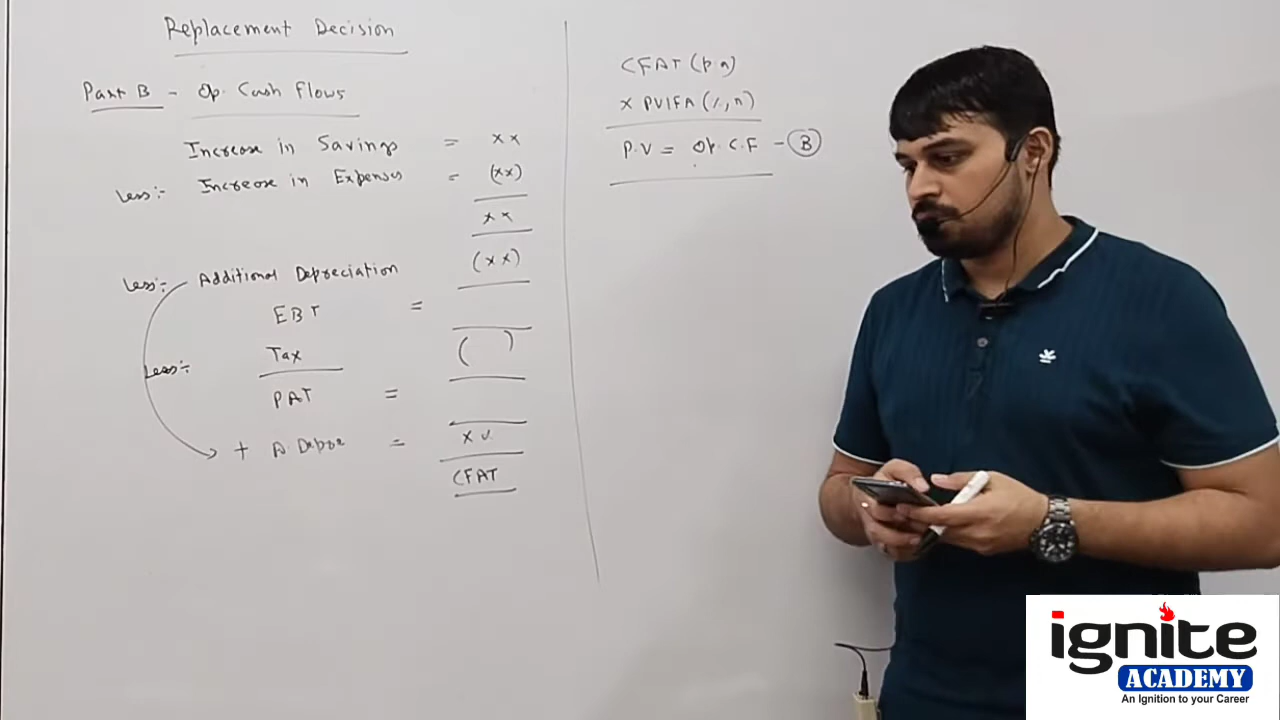 Replacement Decision
Part B - Op. Cash Flows
Increase in Savings = xx
Less:- Increase in Expenses = (xx)
xx
Less:- Additional Depreciation (xx)
EBT =
Less:- Tax ( )
PAT =
+ A. Depre = xx
CFAT
CFAT (p.a)
x PVIFA (%, n)
P.V = Op. C.F - B
ignite
ACADEMY
An Ignition to your Career